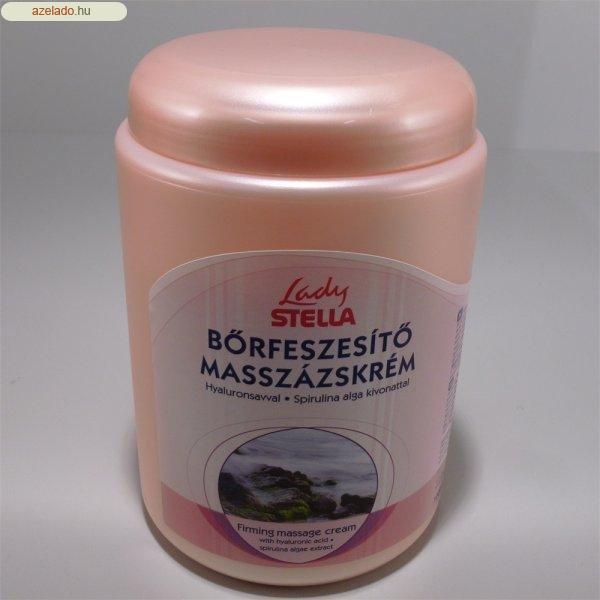 azelado.hu
Lady
STELLA
BŐRFESZESÍTŐ
MASSZÁZSKRÉM
Hyaluronsavval • Spirulina alga kivonattal
Firming massage cream
with hyaluronic acid •
spirulina algae extract